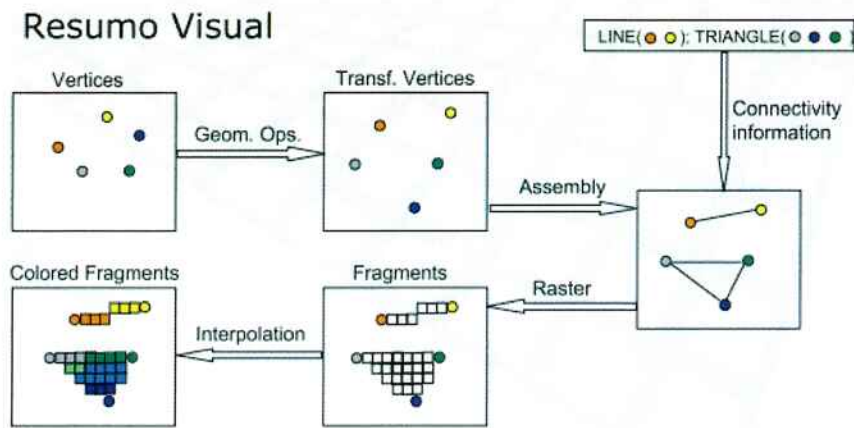 Resumo Visual
LINE( ); TRIANGLE( )
Vertices
Transf. Vertices
Geom. Ops.
Connectivity
information
Assembly
Colored Fragments
Fragments
Raster
Interpolation